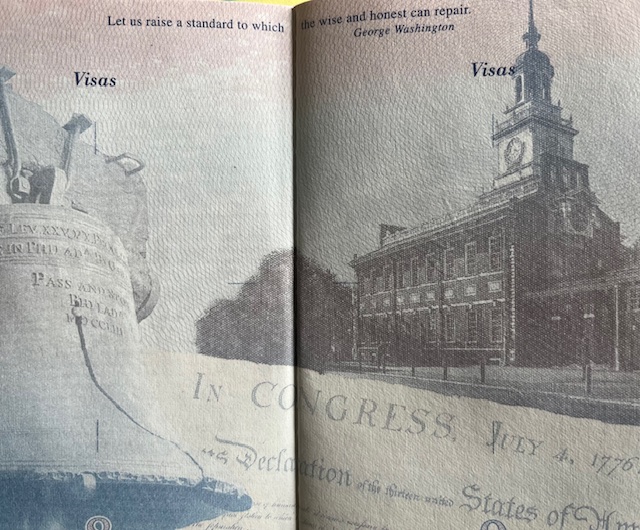 Let us raise a standard to which the wise and honest can repair.
George Washington
Visas
Visas
PASS AND
PHILADA
IN CONGRESS, JULY 4, 1776
Declaration of the thirteen united States of